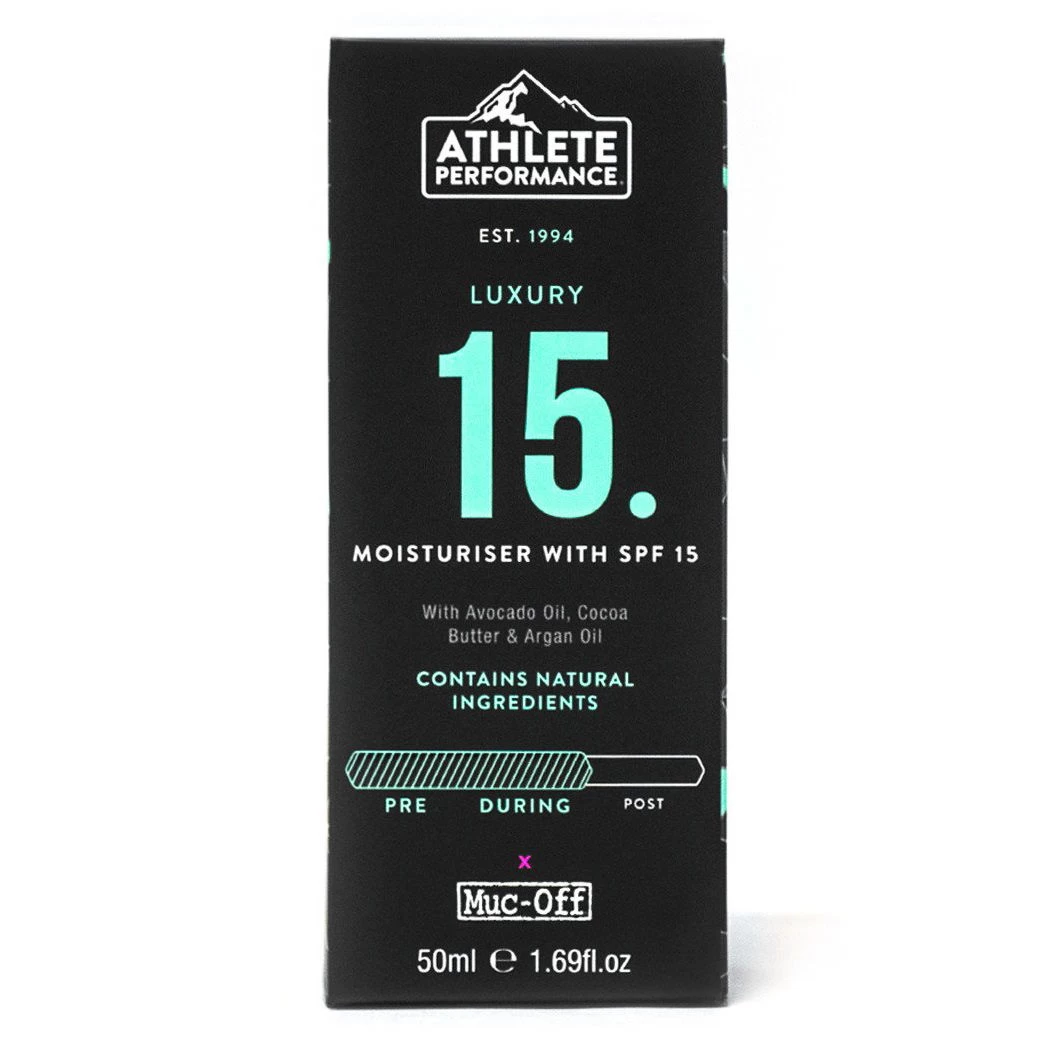 ATHLETE
PERFORMANCE
EST. 1994
LUXURY
15.
MOISTURISER WITH SPF 15
With Avocado Oil, Cocoa
Butter & Argan Oil
CONTAINS NATURAL
INGREDIENTS
PRE DURING POST
x
Muc-Off
50ml ℮ 1.69fl.oz